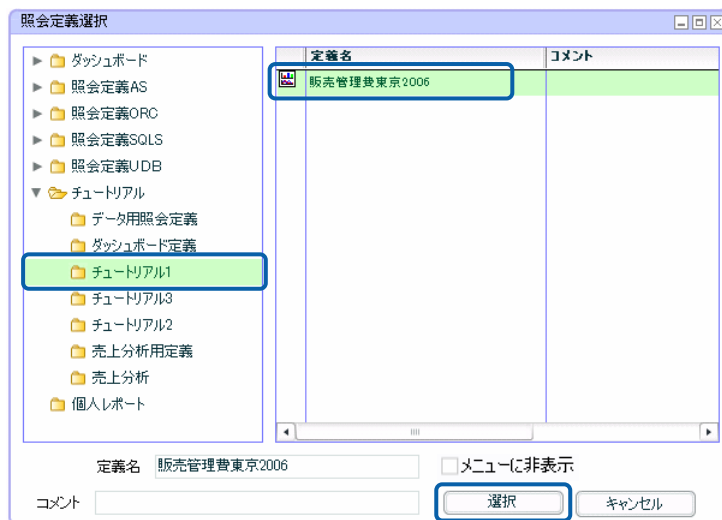 照会定義選択
ダッシュボード
照会定義AS
照会定義ORC
照会定義SQLS
照会定義UDB
チュートリアル
データ用照会定義
ダッシュボード定義
チュートリアル1
チュートリアル3
チュートリアル2
売上分析用定義
売上分析
個人レポート
定義名 コメント
販売管理費東京2006
定義名 販売管理費東京2006 メニューに非表示
コメント 選択 キャンセル